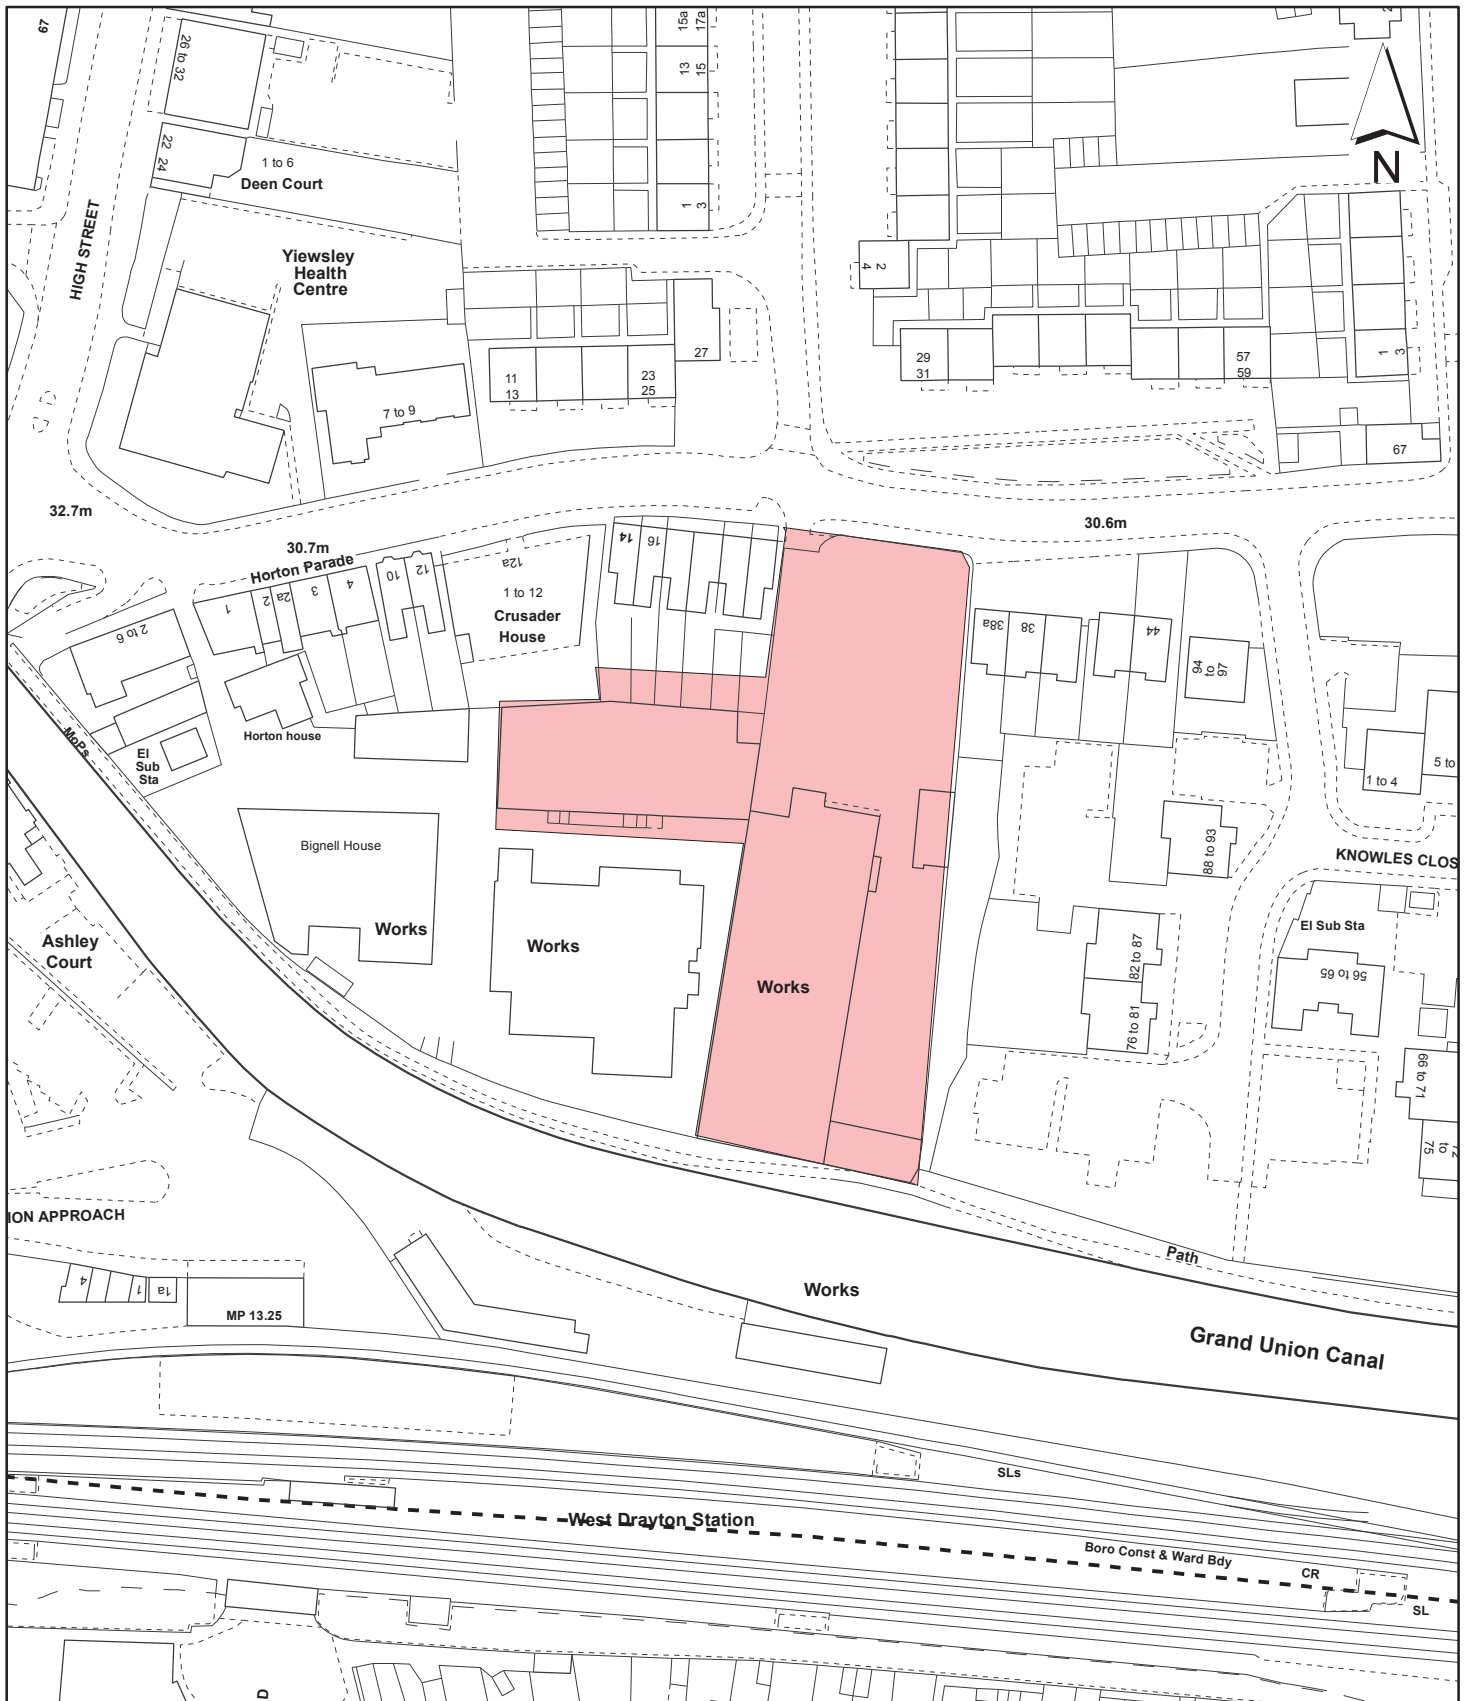 67
26 to 32
15a
17a
13
15
2
N
22
24
1 to 6
Deen Court
HIGH STREET
1
3
Yiewsley
Health
Centre
2
4
27
11
13
23
25
7 to 9
29
31
57
59
1
3
67
32.7m
30.7m
Horton Parade
30.6m
14
16
1
2
2a
3
4
10
12
12a
1 to 12
Crusader
House
2 to 6
38a
38
44
94
to
97
MoPs
El
Sub
Sta
Horton house
1 to 4
5 to
Bignell House
88 to 93
KNOWLES CLOS
Works
Works
Ashley
Court
El Sub Sta
82 to 87
56 to 65
Works
76 to 81
66 to 71
to
75
ION APPROACH
Path
4
1
1a
MP 13.25
Works
Grand Union Canal
SLs
West Drayton Station
Boro Const & Ward Bdy
CR
SL
D